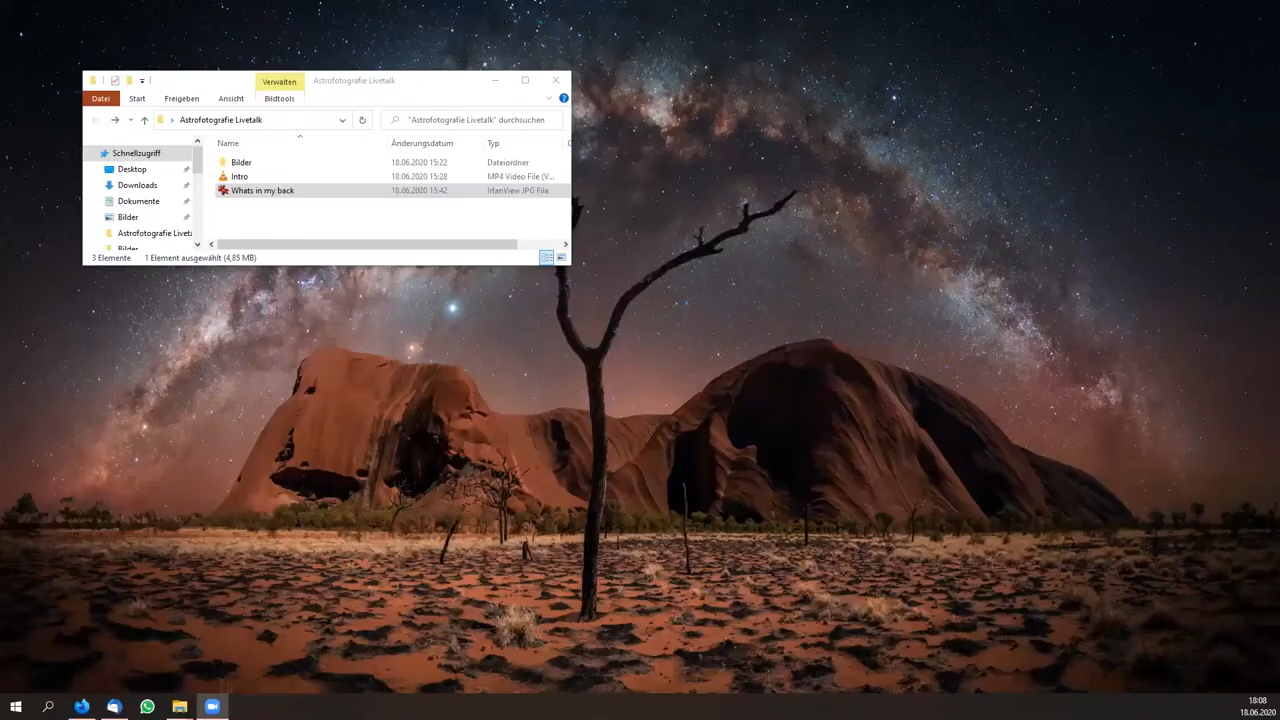 Verwalten
Astrofotografie Livetalk
Datei
Start
Freigeben
Ansicht
Bildtools
Astrofotografie Livetalk
"Astrofotografie Livetalk" durchsuchen
Name
Änderungsdatum
Typ
Schnellzugriff
Desktop
Downloads
Dokumente
Bilder
Astrofotografie Liveta
Bilder
Bilder
18.06.2020 15:22
Dateiordner
Intro
18.06.2020 15:28
MP4 Video File (V...
Whats in my back
18.06.2020 15:42
IrfanView JPG File
3 Elemente
1 Element ausgewählt (4,85 MB)
18:08
18.06.2020